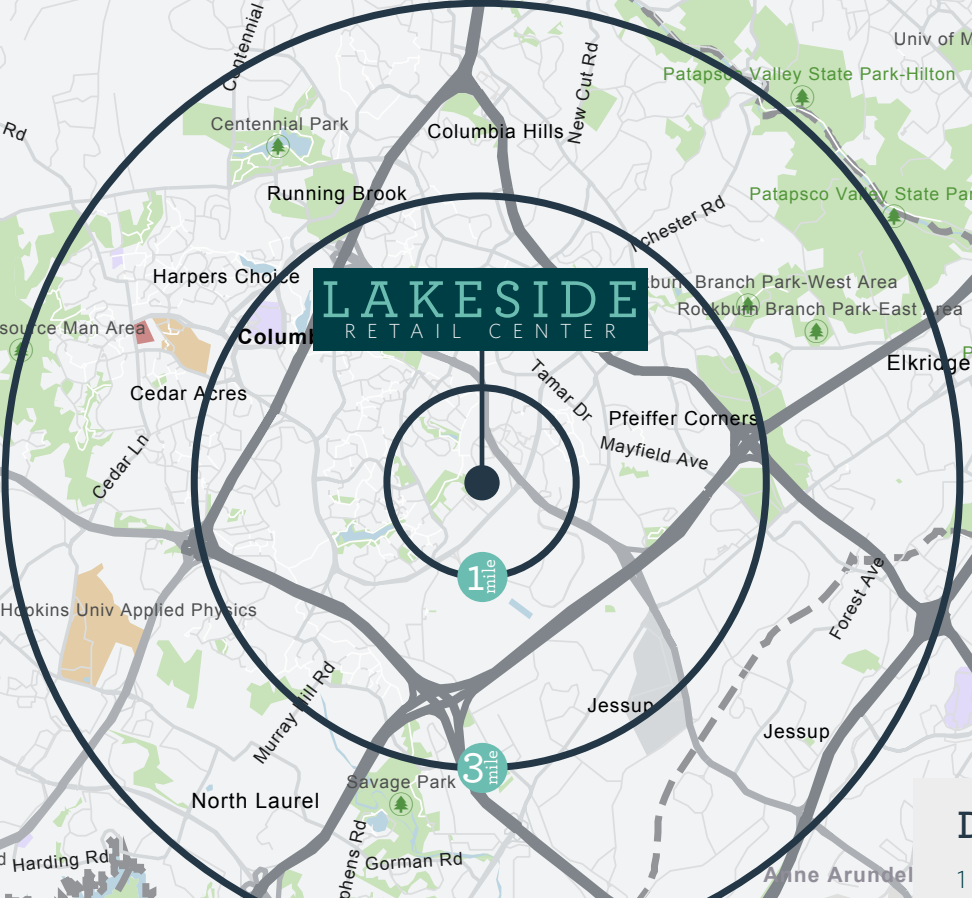 Centennial
New Cut Rd
Univ of M
Patapsco Valley State Park-Hilton
Rd
Centennial Park
Columbia Hills
Running Brook
Patapsco Valley State Pa
chester Rd
Harpers Choice
LAKESIDE
RETAIL CENTER
Branch Park-West Area
Rockburn Branch Park-East Area
source Man Area
Columb
Elkridge
P
Tamar Dr
Cedar Acres
Pfeiffer Corners
Mayfield Ave
Cedar Ln
1 mile
Forest Ave
Hopkins Univ Applied Physics
Murray Hill Rd
Jessup
Jessup
3 mile
Savage Park
North Laurel
D
phens Rd
Gorman Rd
d Harding Rd
Anne Arundel
1